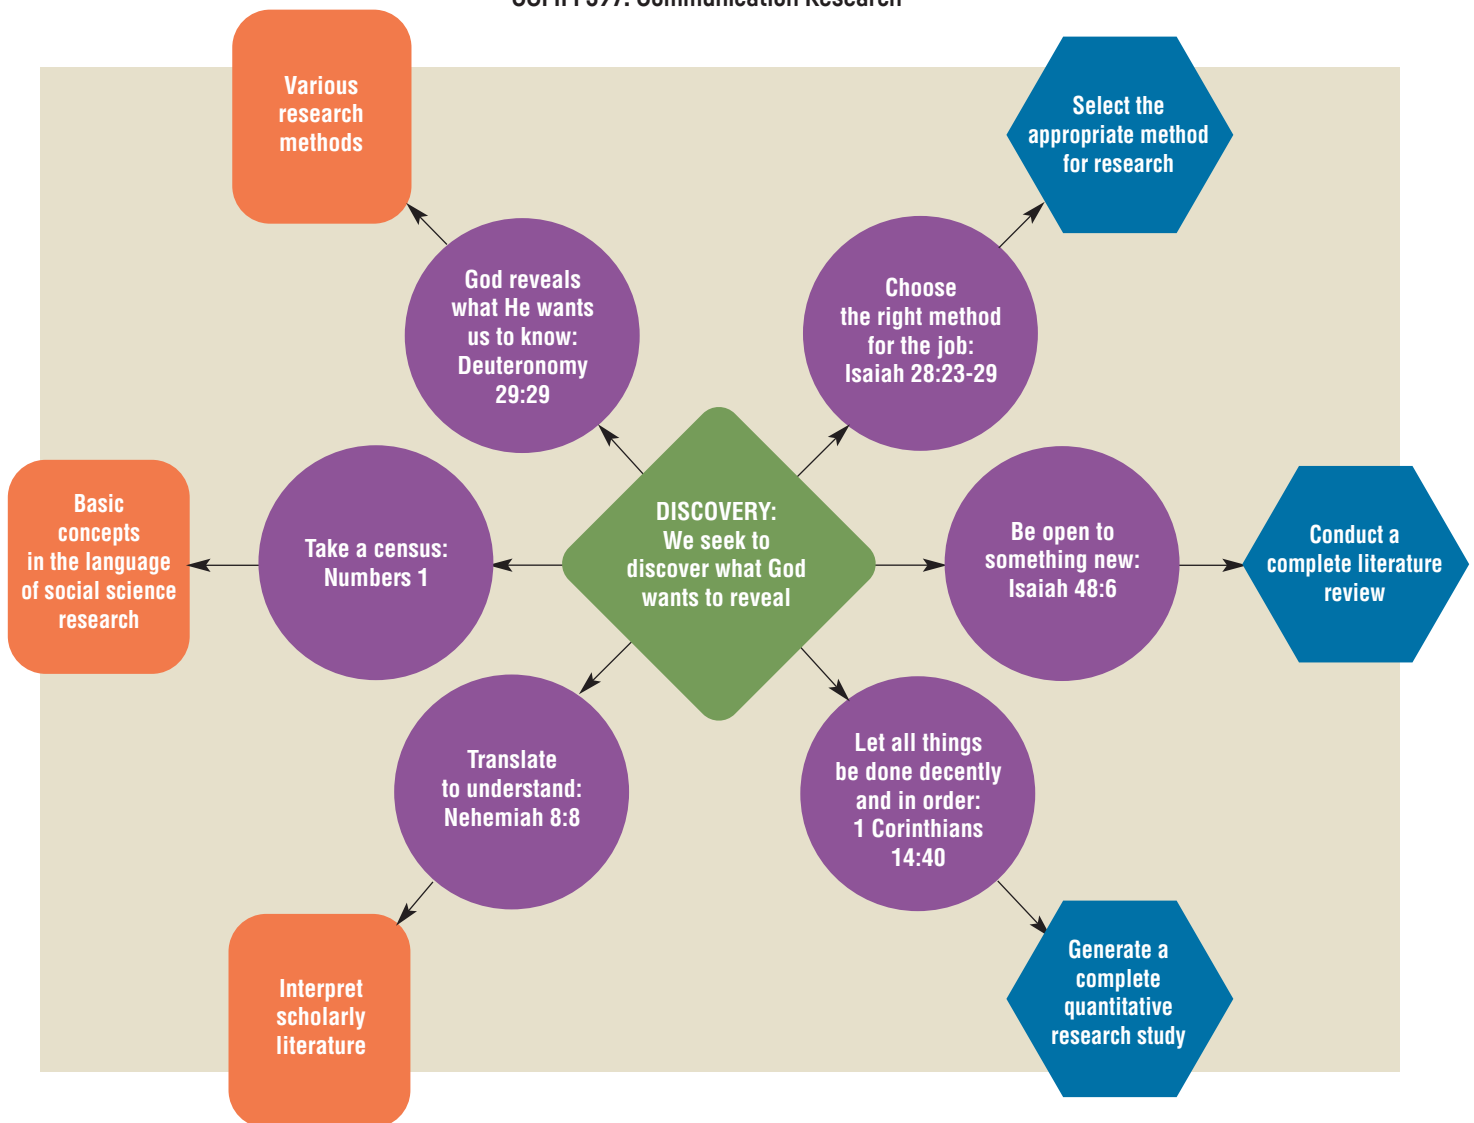 Communication Research
Various
research
methods
Select the
appropriate method
for research
God reveals
what He wants
us to know:
Deuteronomy
29:29
Choose
the right method
for the job:
Isaiah 28:23-29
Basic
concepts
in the language
of social science
research
Take a census:
Numbers 1
DISCOVERY:
We seek to
discover what God
wants to reveal
Be open to
something new:
Isaiah 48:6
Conduct a
complete literature
review
Translate
to understand:
Nehemiah 8:8
Let all things
be done decently
and in order:
1 Corinthians
14:40
Interpret
scholarly
literature
Generate a
complete
quantitative
research study